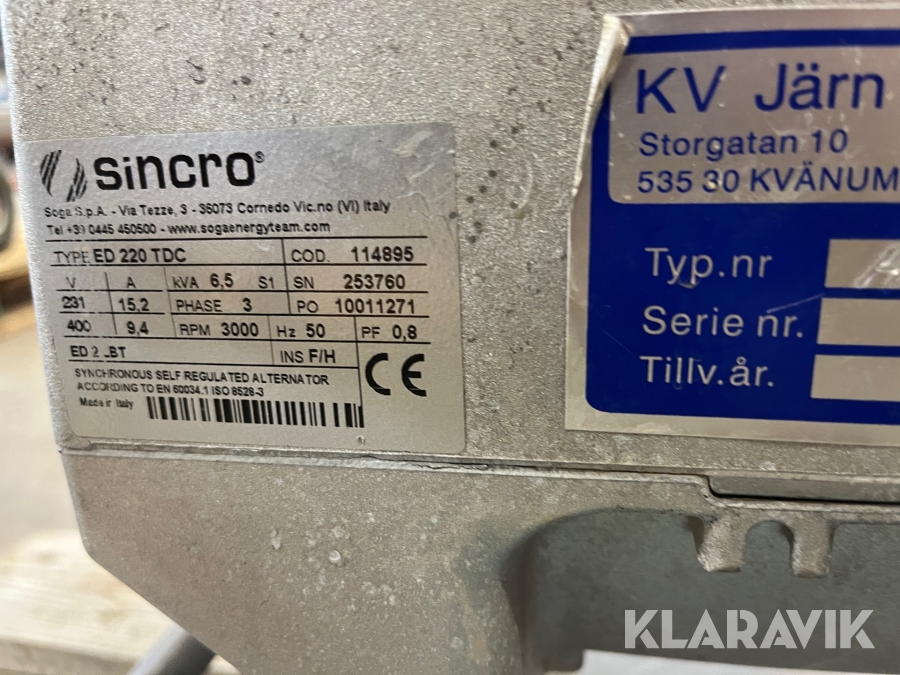 sincro®
Soga S.p.A. - Via Tezze, 3 - 36073 Cornedo Vic.no (VI) Italy
Tel +39 0445 450500 - www.sogaenergyteam.com
TYPE ED 220 TDC COD. 114895
V A kVA 6,5 S1 SN 253760
231 15,2 PHASE 3 PO 10011271
400 9,4 RPM 3000 Hz 50 PF 0,8
ED 2 BT INS F/H
SYNCHRONOUS SELF REGULATED ALTERNATOR
ACCORDING TO EN 60034.1 ISO 8528-3
CE
Made in Italy
KV Järn
Storgatan 10
535 30 KVÄNUM
Typ.nr
Serie nr.
Tillv.år.
KLARAVIK